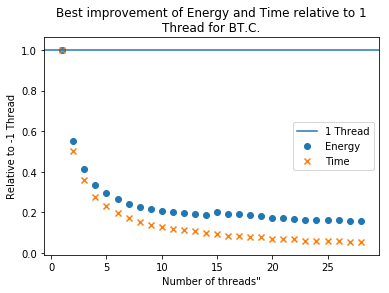 Best improvement of Energy and Time relative to 1
Thread for BT.C.
Relative to -1 Thread
1.0
0.8
0.6
0.4
0.2
0.0
1 Thread
Energy
Time
0 5 10 15 20 25
Number of threads"